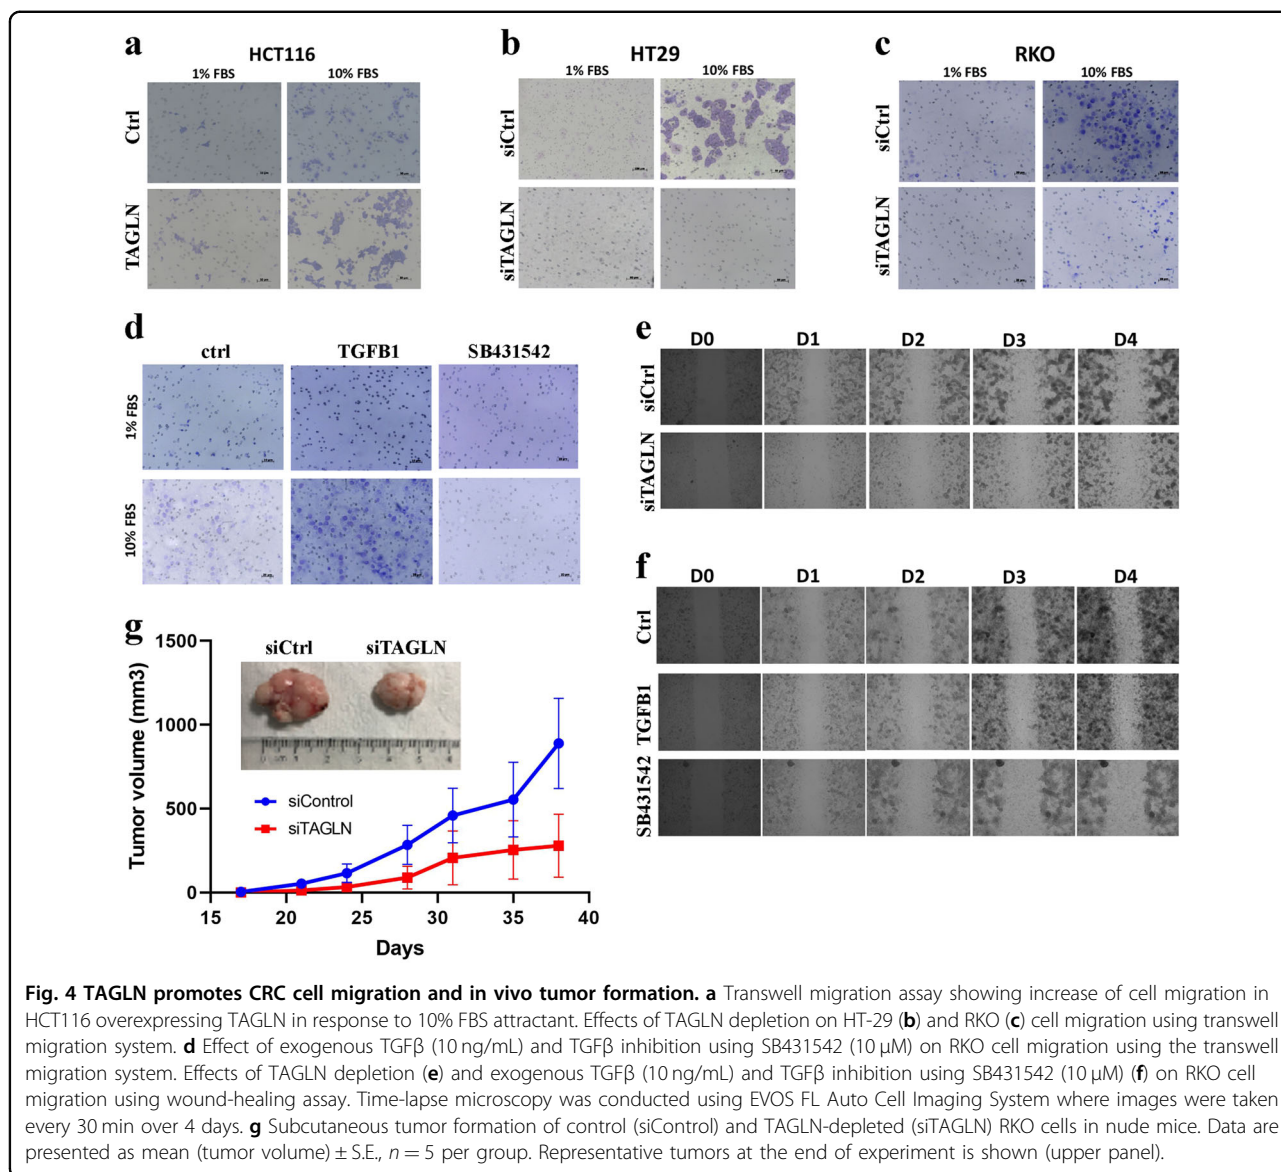 a
HCT116
1% FBS
10% FBS
Ctrl
TAGLN
b
HT29
1% FBS
10% FBS
siCtrl
siTAGLN
c
RKO
1% FBS
10% FBS
siCtrl
siTAGLN
d
ctrl
TGFB1
SB431542
1% FBS
10% FBS
e
D0
D1
D2
D3
D4
siCtrl
siTAGLN
f
D0
D1
D2
D3
D4
Ctrl
TGFB1
SB431542
g
Tumor volume (mm3)
1500
1000
500
0
siCtrl
siTAGLN
siControl
siTAGLN
15
20
25
30
35
40
Days
Fig. 4 TAGLN promotes CRC cell migration and in vivo tumor formation. a Transwell migration assay showing increase of cell migration in
HCT116 overexpressing TAGLN in response to 10% FBS attractant. Effects of TAGLN depletion on HT-29 (b) and RKO (c) cell migration using transwell
migration system. d Effect of exogenous TGFβ (10 ng/mL) and TGFβ inhibition using SB431542 (10 μM) on RKO cell migration using the transwell
migration system. Effects of TAGLN depletion (e) and exogenous TGFβ (10 ng/mL) and TGFβ inhibition using SB431542 (10 μM) (f) on RKO cell
migration using wound-healing assay. Time-lapse microscopy was conducted using EVOS FL Auto Cell Imaging System where images were taken
every 30 min over 4 days. g Subcutaneous tumor formation of control (siControl) and TAGLN-depleted (siTAGLN) RKO cells in nude mice. Data are
presented as mean (tumor volume) ± S.E., n = 5 per group. Representative tumors at the end of experiment is shown (upper panel).